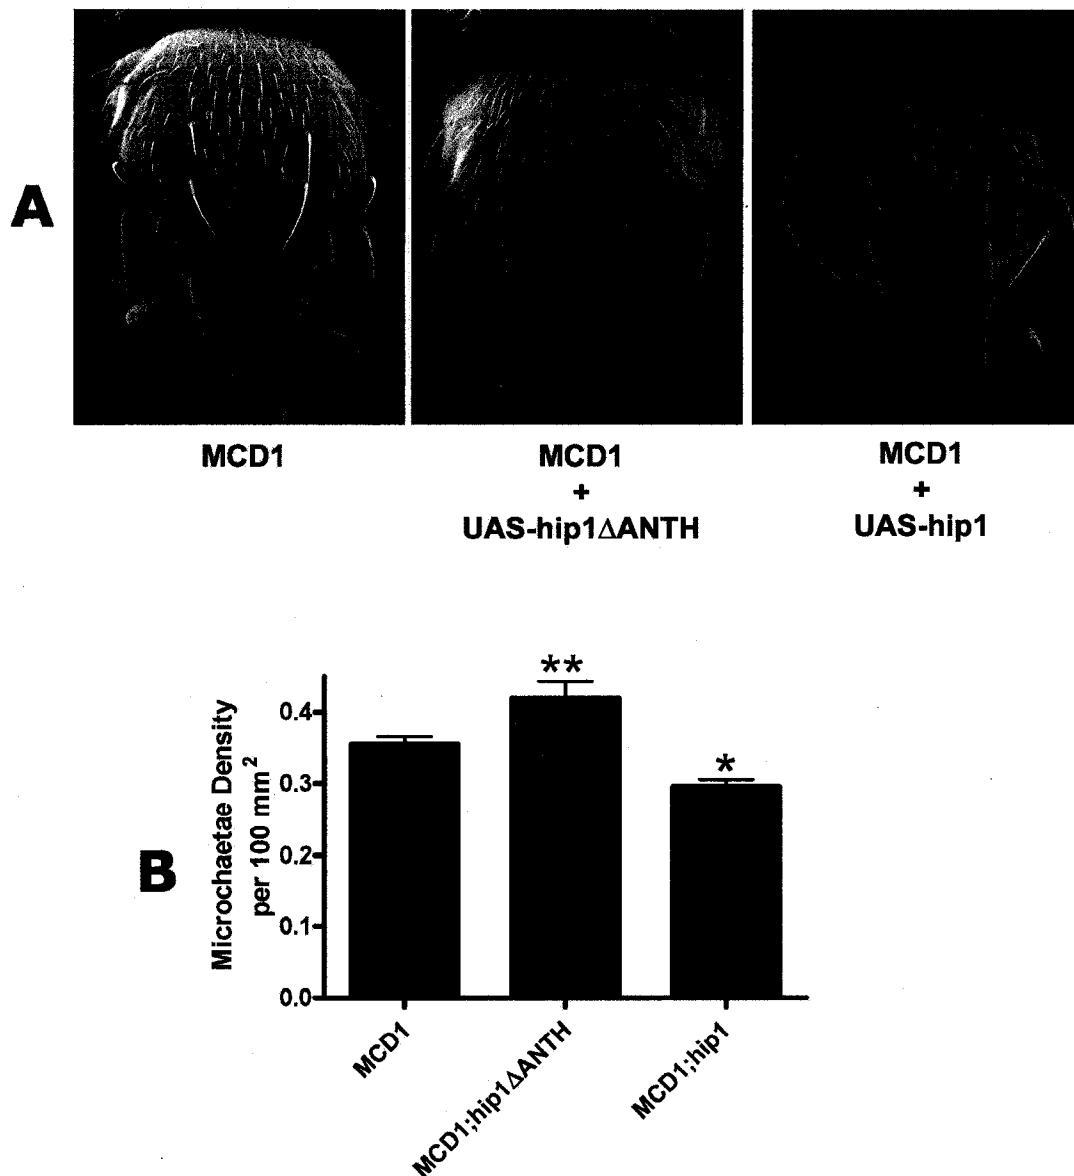 A
MCD1
MCD1
+
UAS-hip1ΔANTH
MCD1
+
UAS-hip1
B
Microchaetae Density
per 100 mm²
0.4
0.3
0.2
0.1
0.0
**
*
MCD1
MCD1;hip1ΔANTH
MCD1;hip1